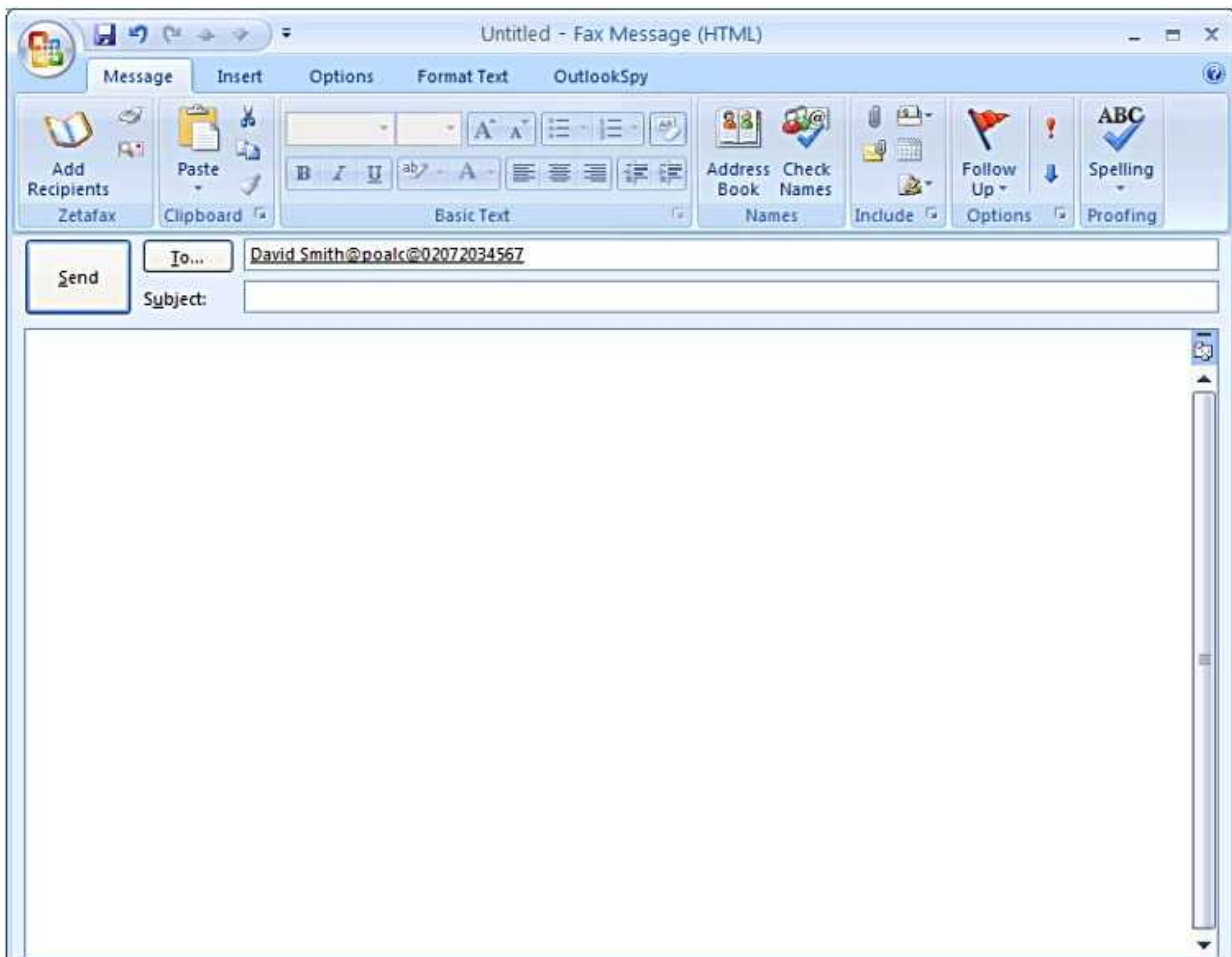 Untitled - Fax Message (HTML)
Message Insert Options Format Text OutlookSpy
Add Recipients
Paste
A A
B I U ab A
Address Book
Check Names
Follow Up
ABC
Spelling
Zetafax Clipboard Basic Text Names Include Options Proofing
Send
To... David Smith@poalc@02072034567
Subject: